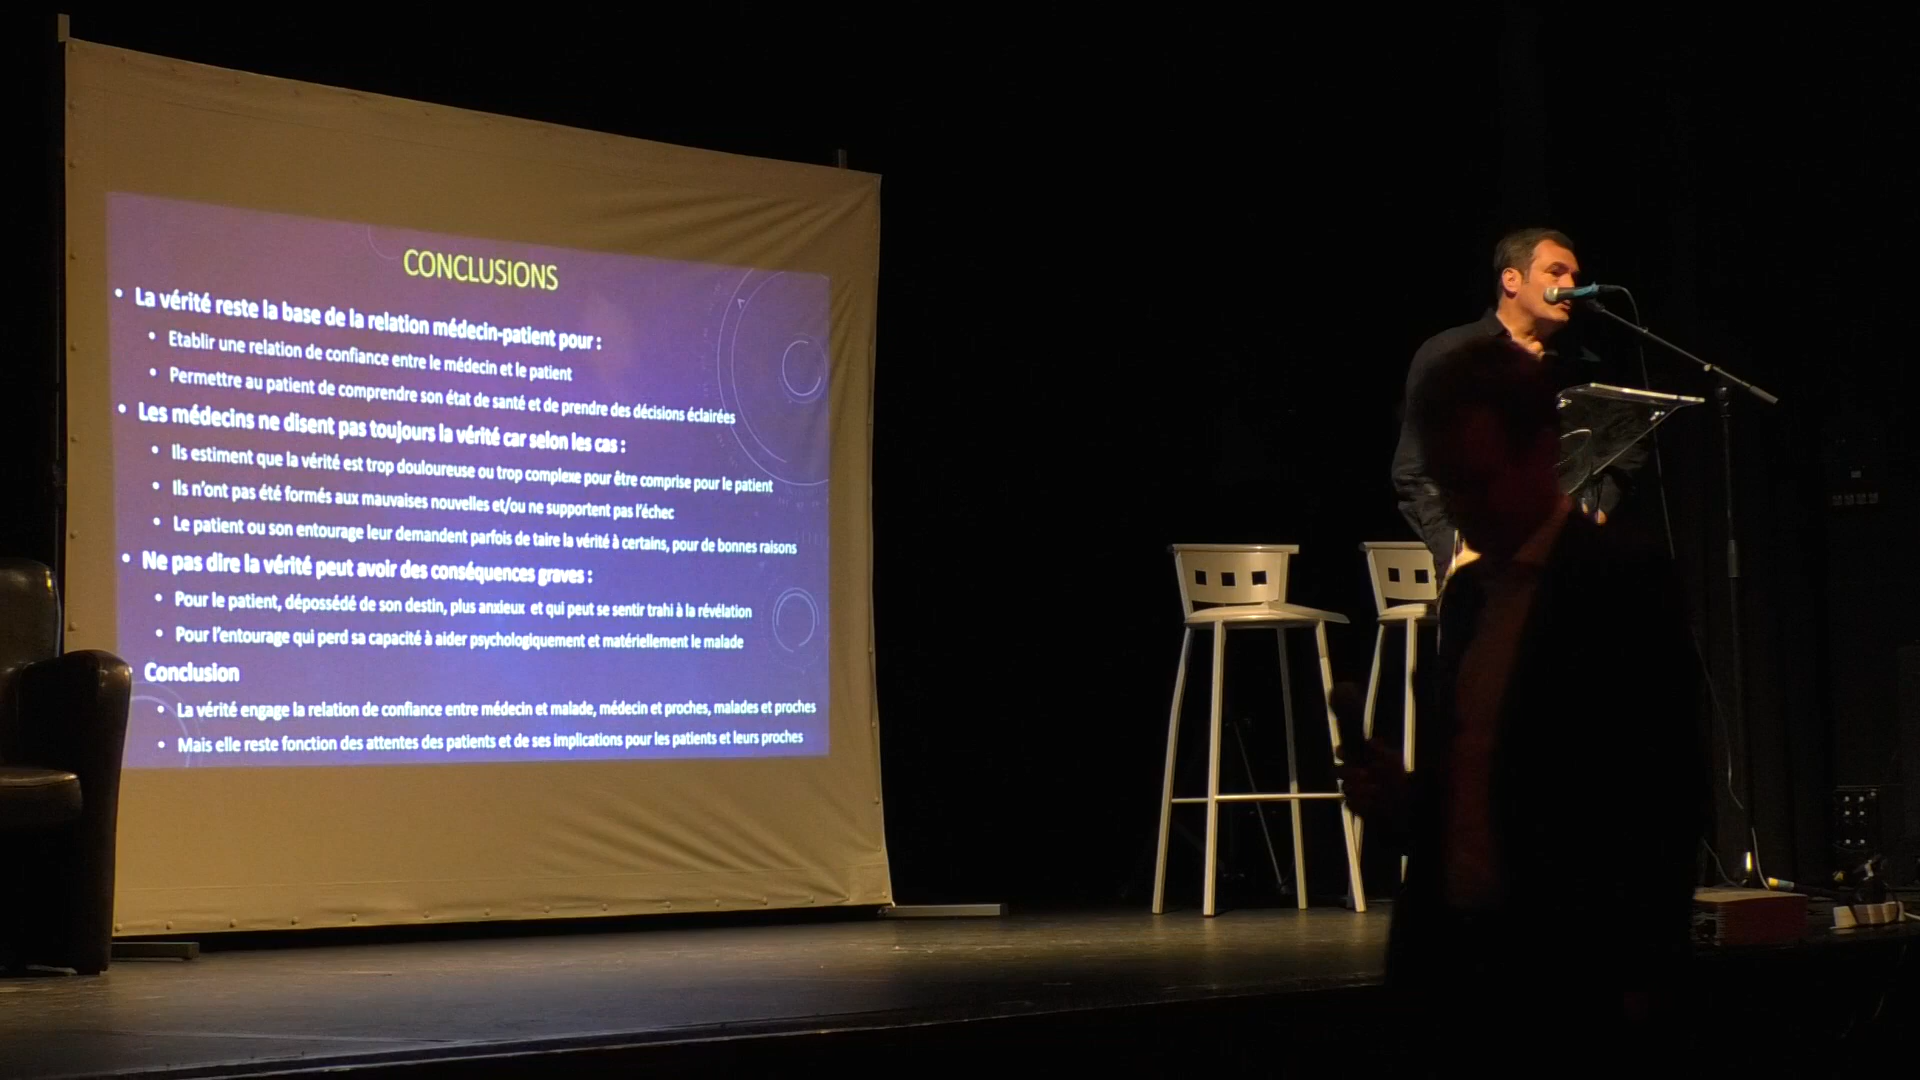 CONCLUSIONS
• La vérité reste la base de la relation médecin-patient pour :
• Etablir une relation de confiance entre le médecin et le patient
• Permettre au patient de comprendre son état de santé et de prendre des décisions éclairées
• Les médecins ne disent pas toujours la vérité car selon les cas :
• Ils estiment que la vérité est trop douloureuse ou trop complexe pour être comprise pour le patient
• Ils n'ont pas été formés aux mauvaises nouvelles et/ou ne supportent pas l'échec
• Le patient ou son entourage leur demandent parfois de taire la vérité à certains, pour de bonnes raisons
• Ne pas dire la vérité peut avoir des conséquences graves :
• Pour le patient, dépossédé de son destin, plus anxieux et qui peut se sentir trahi à la révélation
• Pour l'entourage qui perd sa capacité à aider psychologiquement et matériellement le malade
• Conclusion
• La vérité engage la relation de confiance entre médecin et malade, médecin et proches, malades et proches
• Mais elle reste fonction des attentes des patients et de ses implications pour les patients et leurs proches